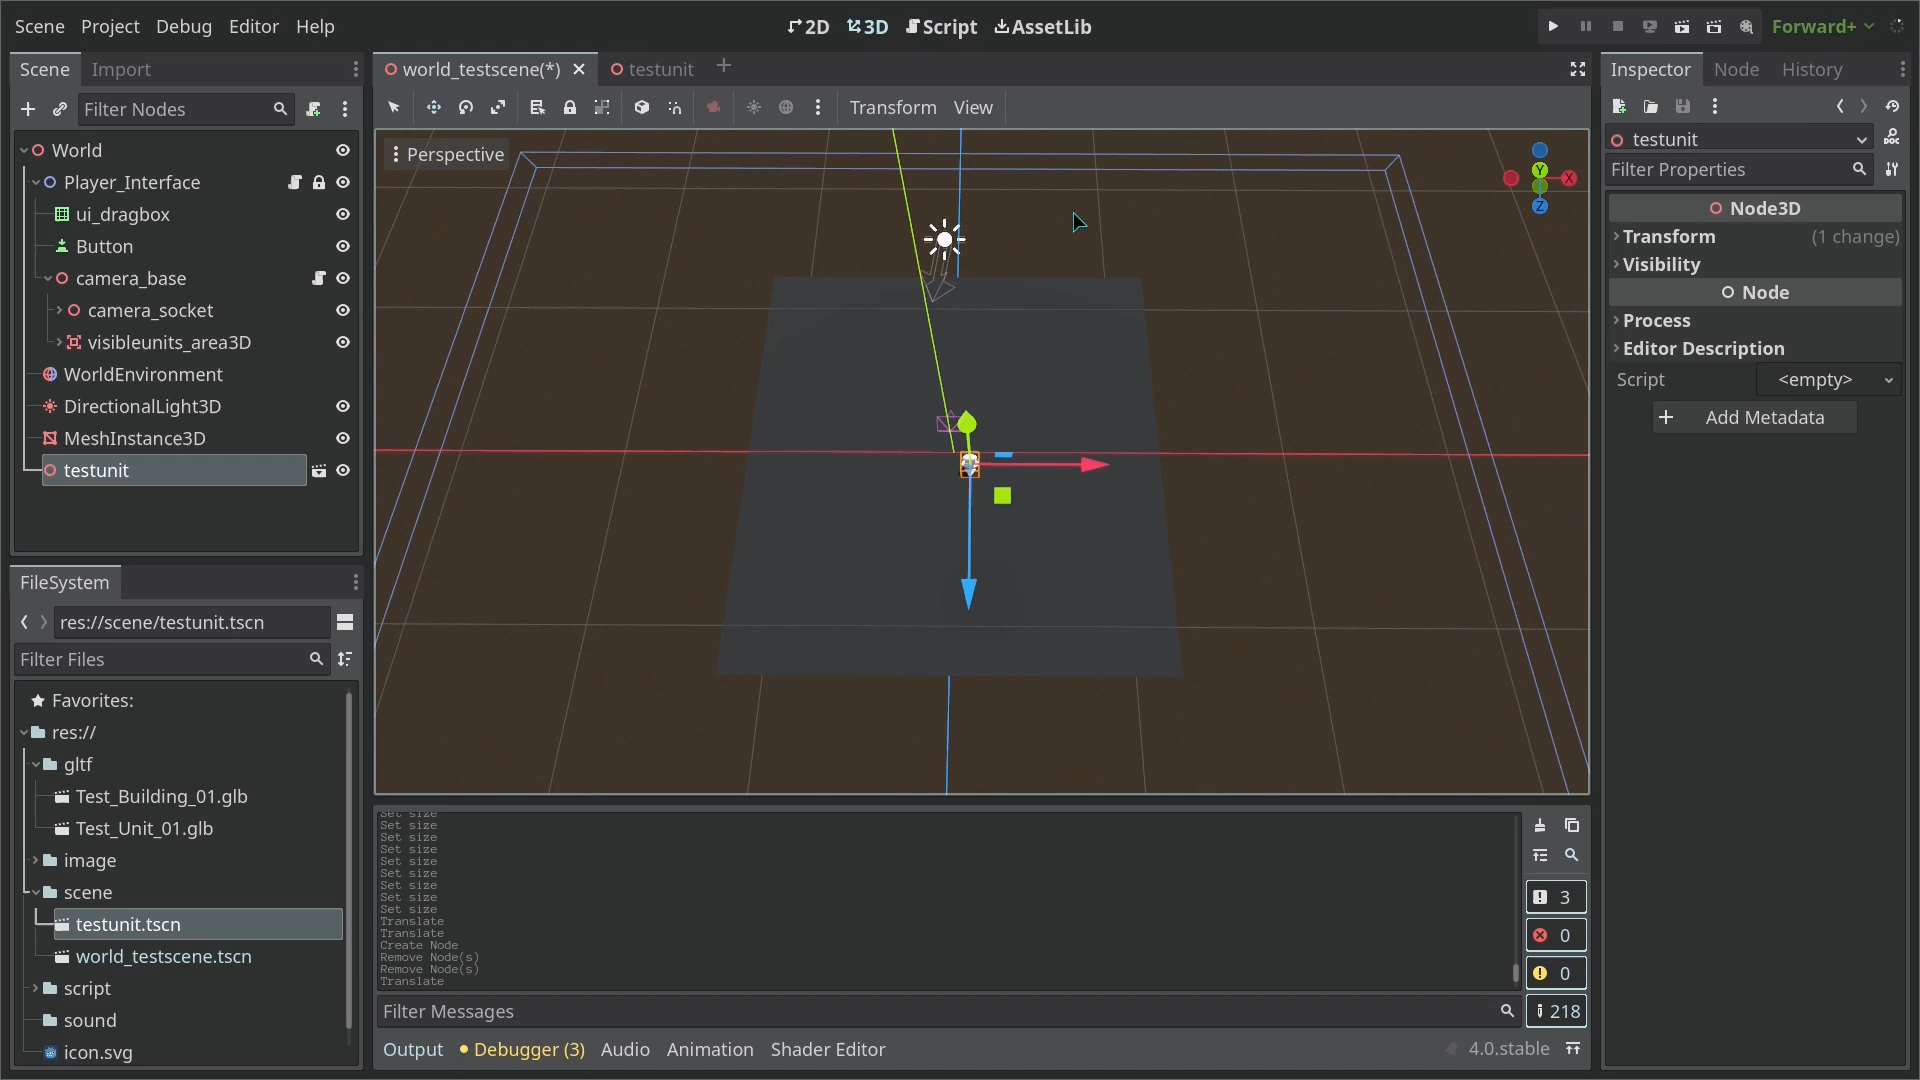 Scene Project Debug Editor Help
2D 3D Script AssetLib
Forward+
Scene Import
Filter Nodes
World
Player_Interface
ui_dragbox
Button
camera_base
camera_socket
visibleunits_area3D
WorldEnvironment
DirectionalLight3D
MeshInstance3D
testunit
FileSystem
res://scene/testunit.tscn
Filter Files
Favorites:
res://
gltf
Test_Building_01.glb
Test_Unit_01.glb
image
scene
testunit.tscn
world_testscene.tscn
script
sound
icon.svg
world_testscene(*) testunit
Transform View
Perspective
Y
X
Z
Set size
Set size
Set size
Set size
Set size
Set size
Set size
Set size
Set size
Translate
Translate
Create Node
Remove Node(s)
Remove Node(s)
Translate
3
0
0
218
Filter Messages
Output Debugger (3) Audio Animation Shader Editor
4.0.stable
Inspector Node History
testunit
Filter Properties
Node3D
Transform (1 change)
Visibility
Node
Process
Editor Description
Script <empty>
Add Metadata